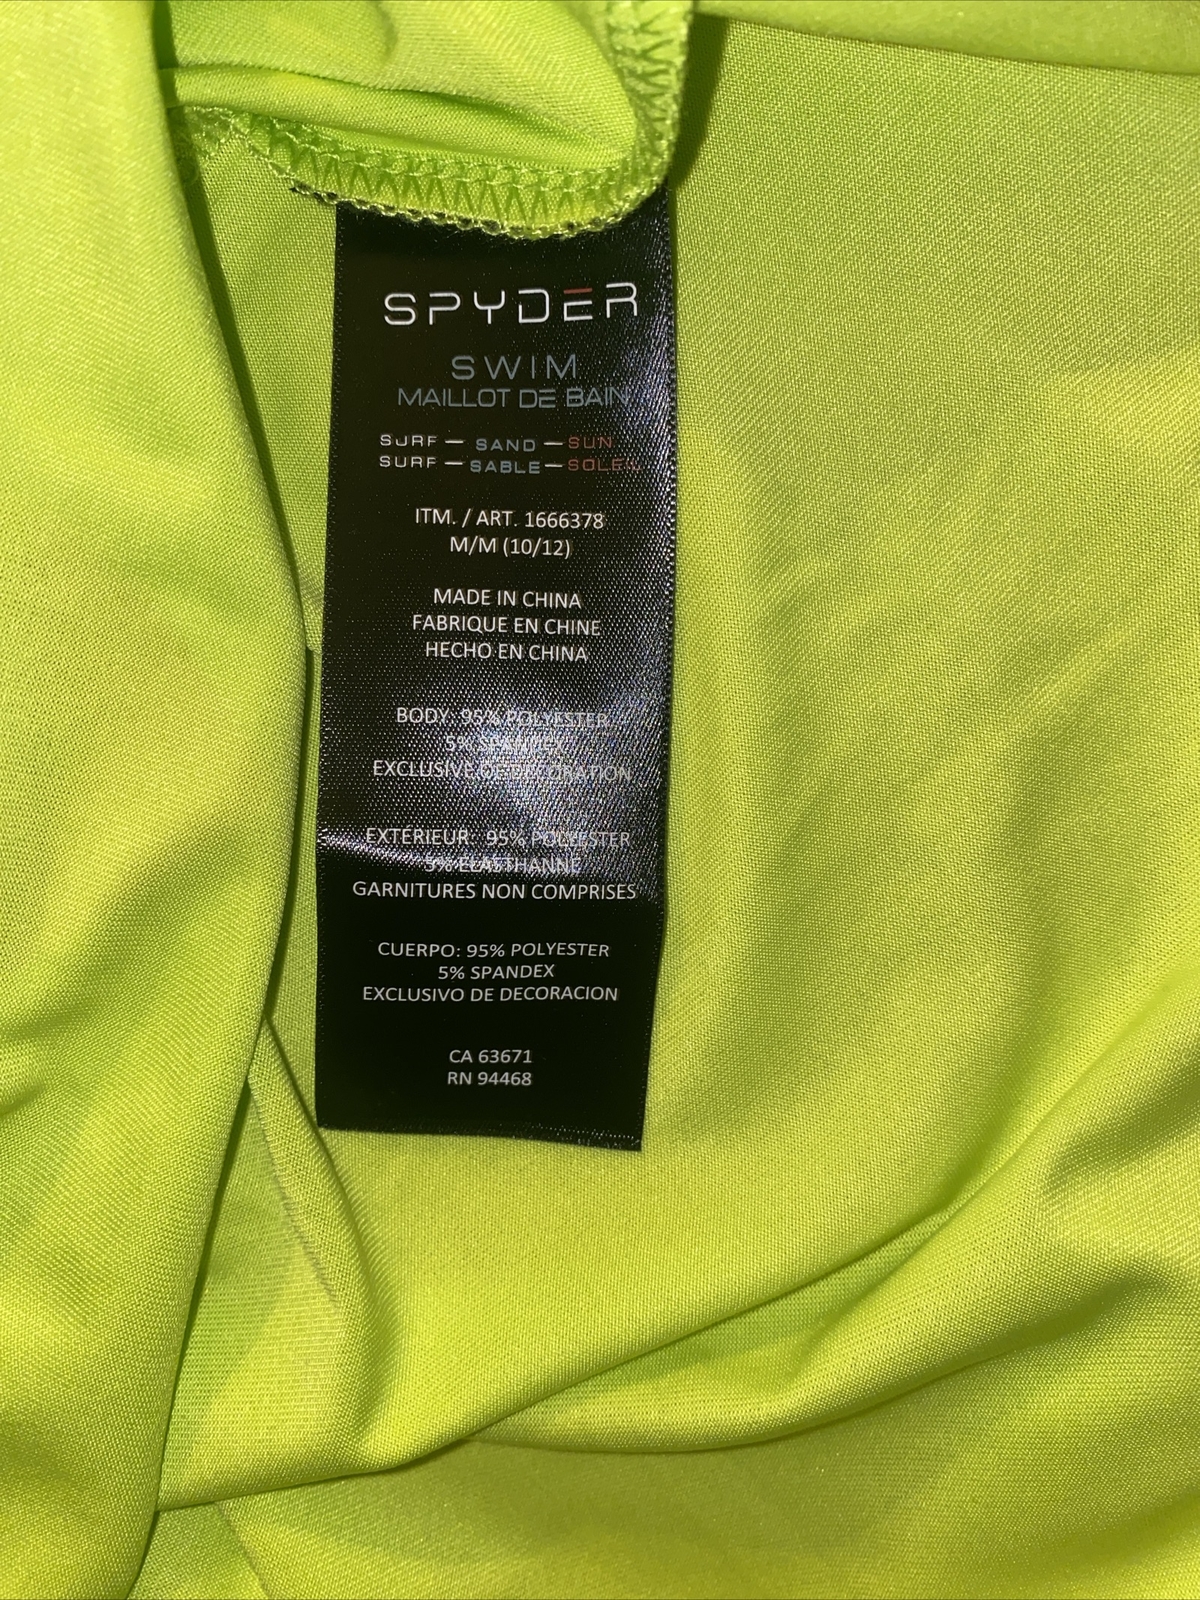 SPYDER
SWIM
MAILLOT DE BAIN
SURF — SAND — SUN
SURF — SABLE — SOLEIL
ITM. / ART. 1666378
M/M (10/12)
MADE IN CHINA
FABRIQUE EN CHINE
HECHO EN CHINA
BODY: 95% POLYESTER
5% SPANDEX
EXCLUSIVE OF DECORATION
EXTERIEUR: 95% POLYESTER
5% ELASTHANNE
GARNITURES NON COMPRISES
CUERPO: 95% POLYESTER
5% SPANDEX
EXCLUSIVO DE DECORACION
CA 63671
RN 94468